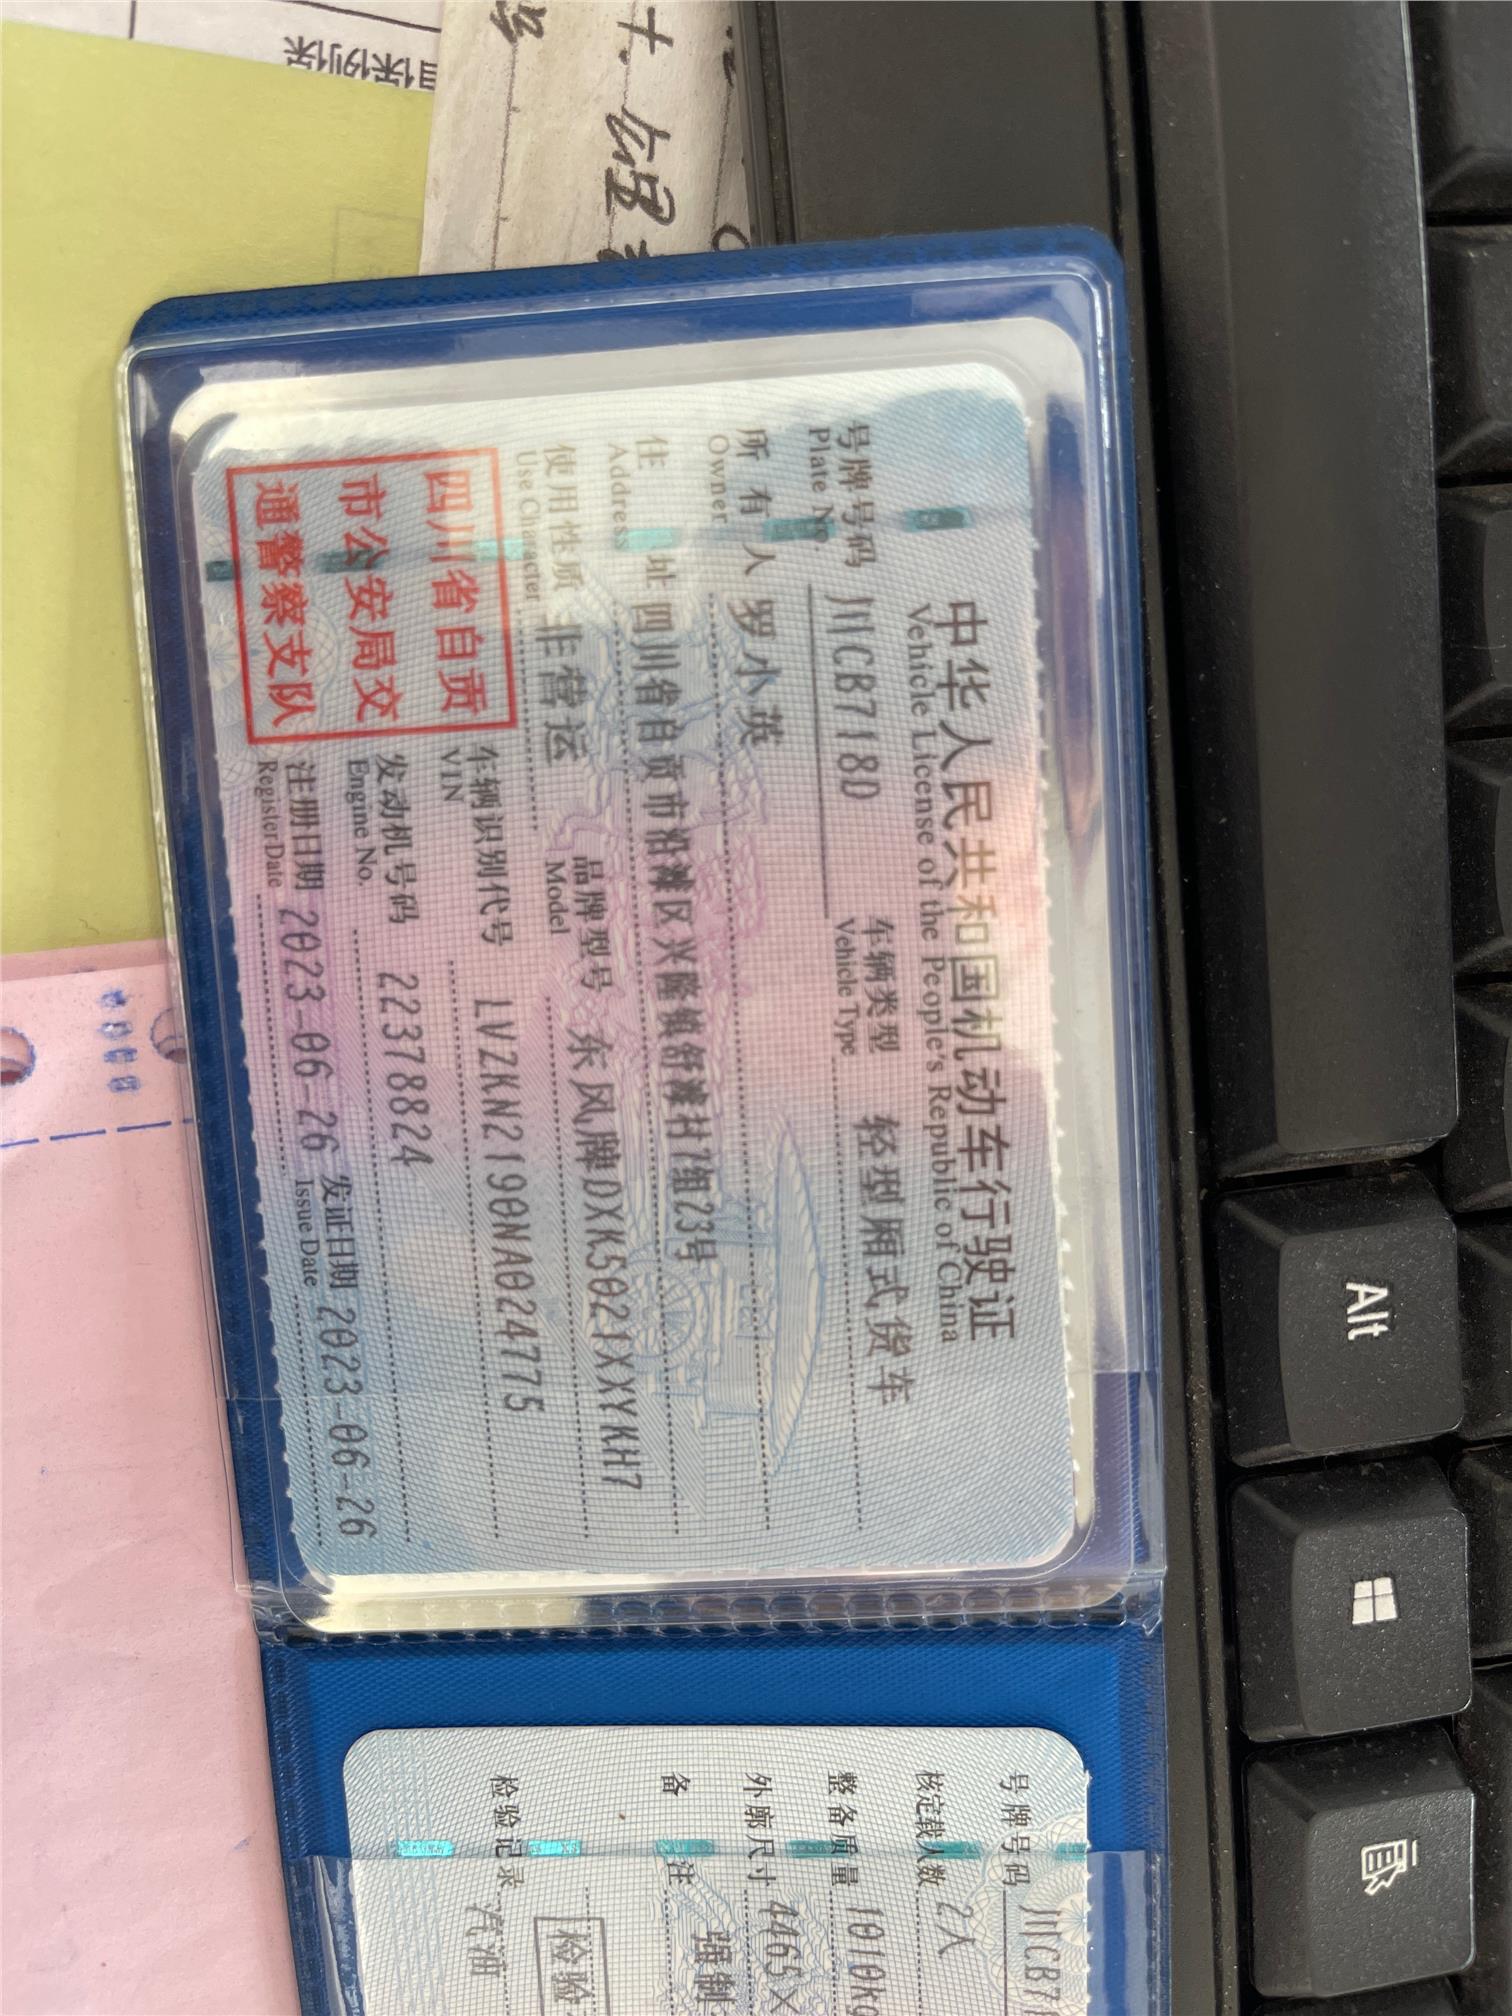 中华人民共和国机动车行驶证
Vehicle License of the People's Republic of China
号牌号码 川CB718D 车辆类型 轻型厢式货车
Plate No. Vehicle Type
所有人 罗小英
Owner
住址 四川省自贡市沿滩区兴隆镇舒滩村7组23号
Address
使用性质 非营运 品牌型号 东风牌DXK5021XXYKH7
Use Character Model
四川省自贡
市公安局交
通警察支队
车辆识别代号 LVZKN2190NA024775
VIN
发动机号码 22378824
Engine No.
注册日期 2023-06-26 发证日期 2023-06-26
Register Date Issue Date
号牌号码 川CB7
核定载人数 2人
整备质量 1010kg
外廓尺寸 4465×
备注 强制
检验
检验记录 汽油
Alt